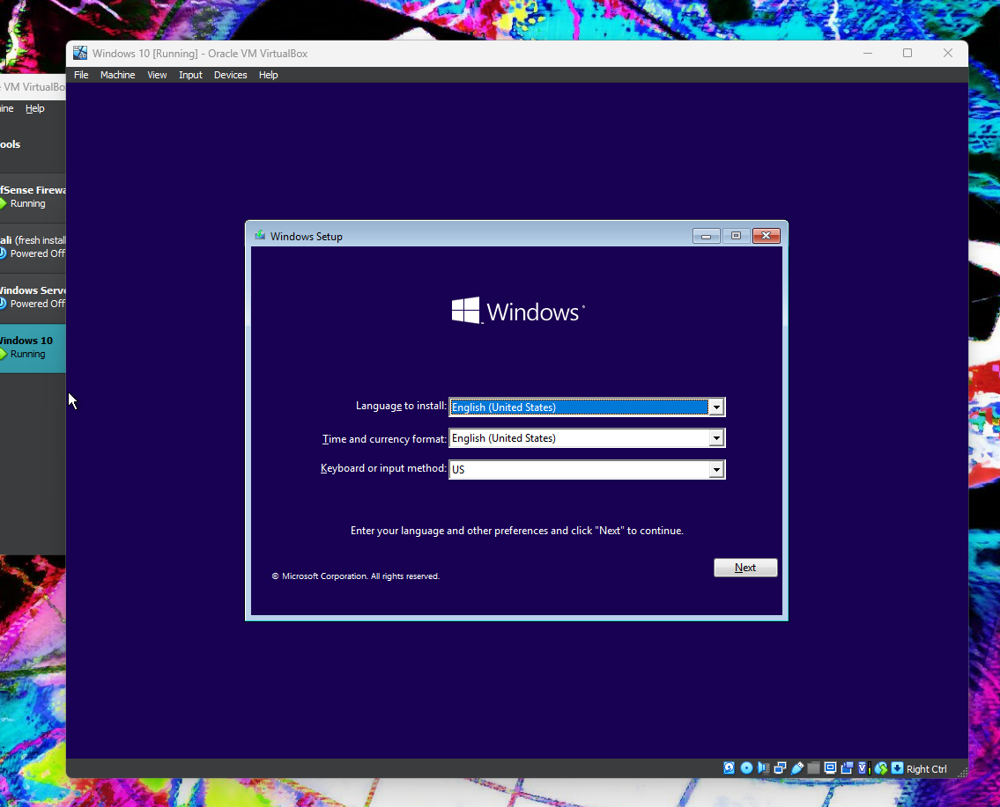 Windows 10 [Running] - Oracle VM VirtualBox
File Machine View Input Devices Help
VM VirtualBo
ine Help
ools
fSense Firewa
Running
ali (fresh instal
Powered Off
Windows Serve
Powered Off
Windows 10
Running
Windows Setup
Windows
Language to install: English (United States)
Time and currency format: English (United States)
Keyboard or input method: US
Enter your language and other preferences and click "Next" to continue.
© Microsoft Corporation. All rights reserved.
Next
Right Ctrl